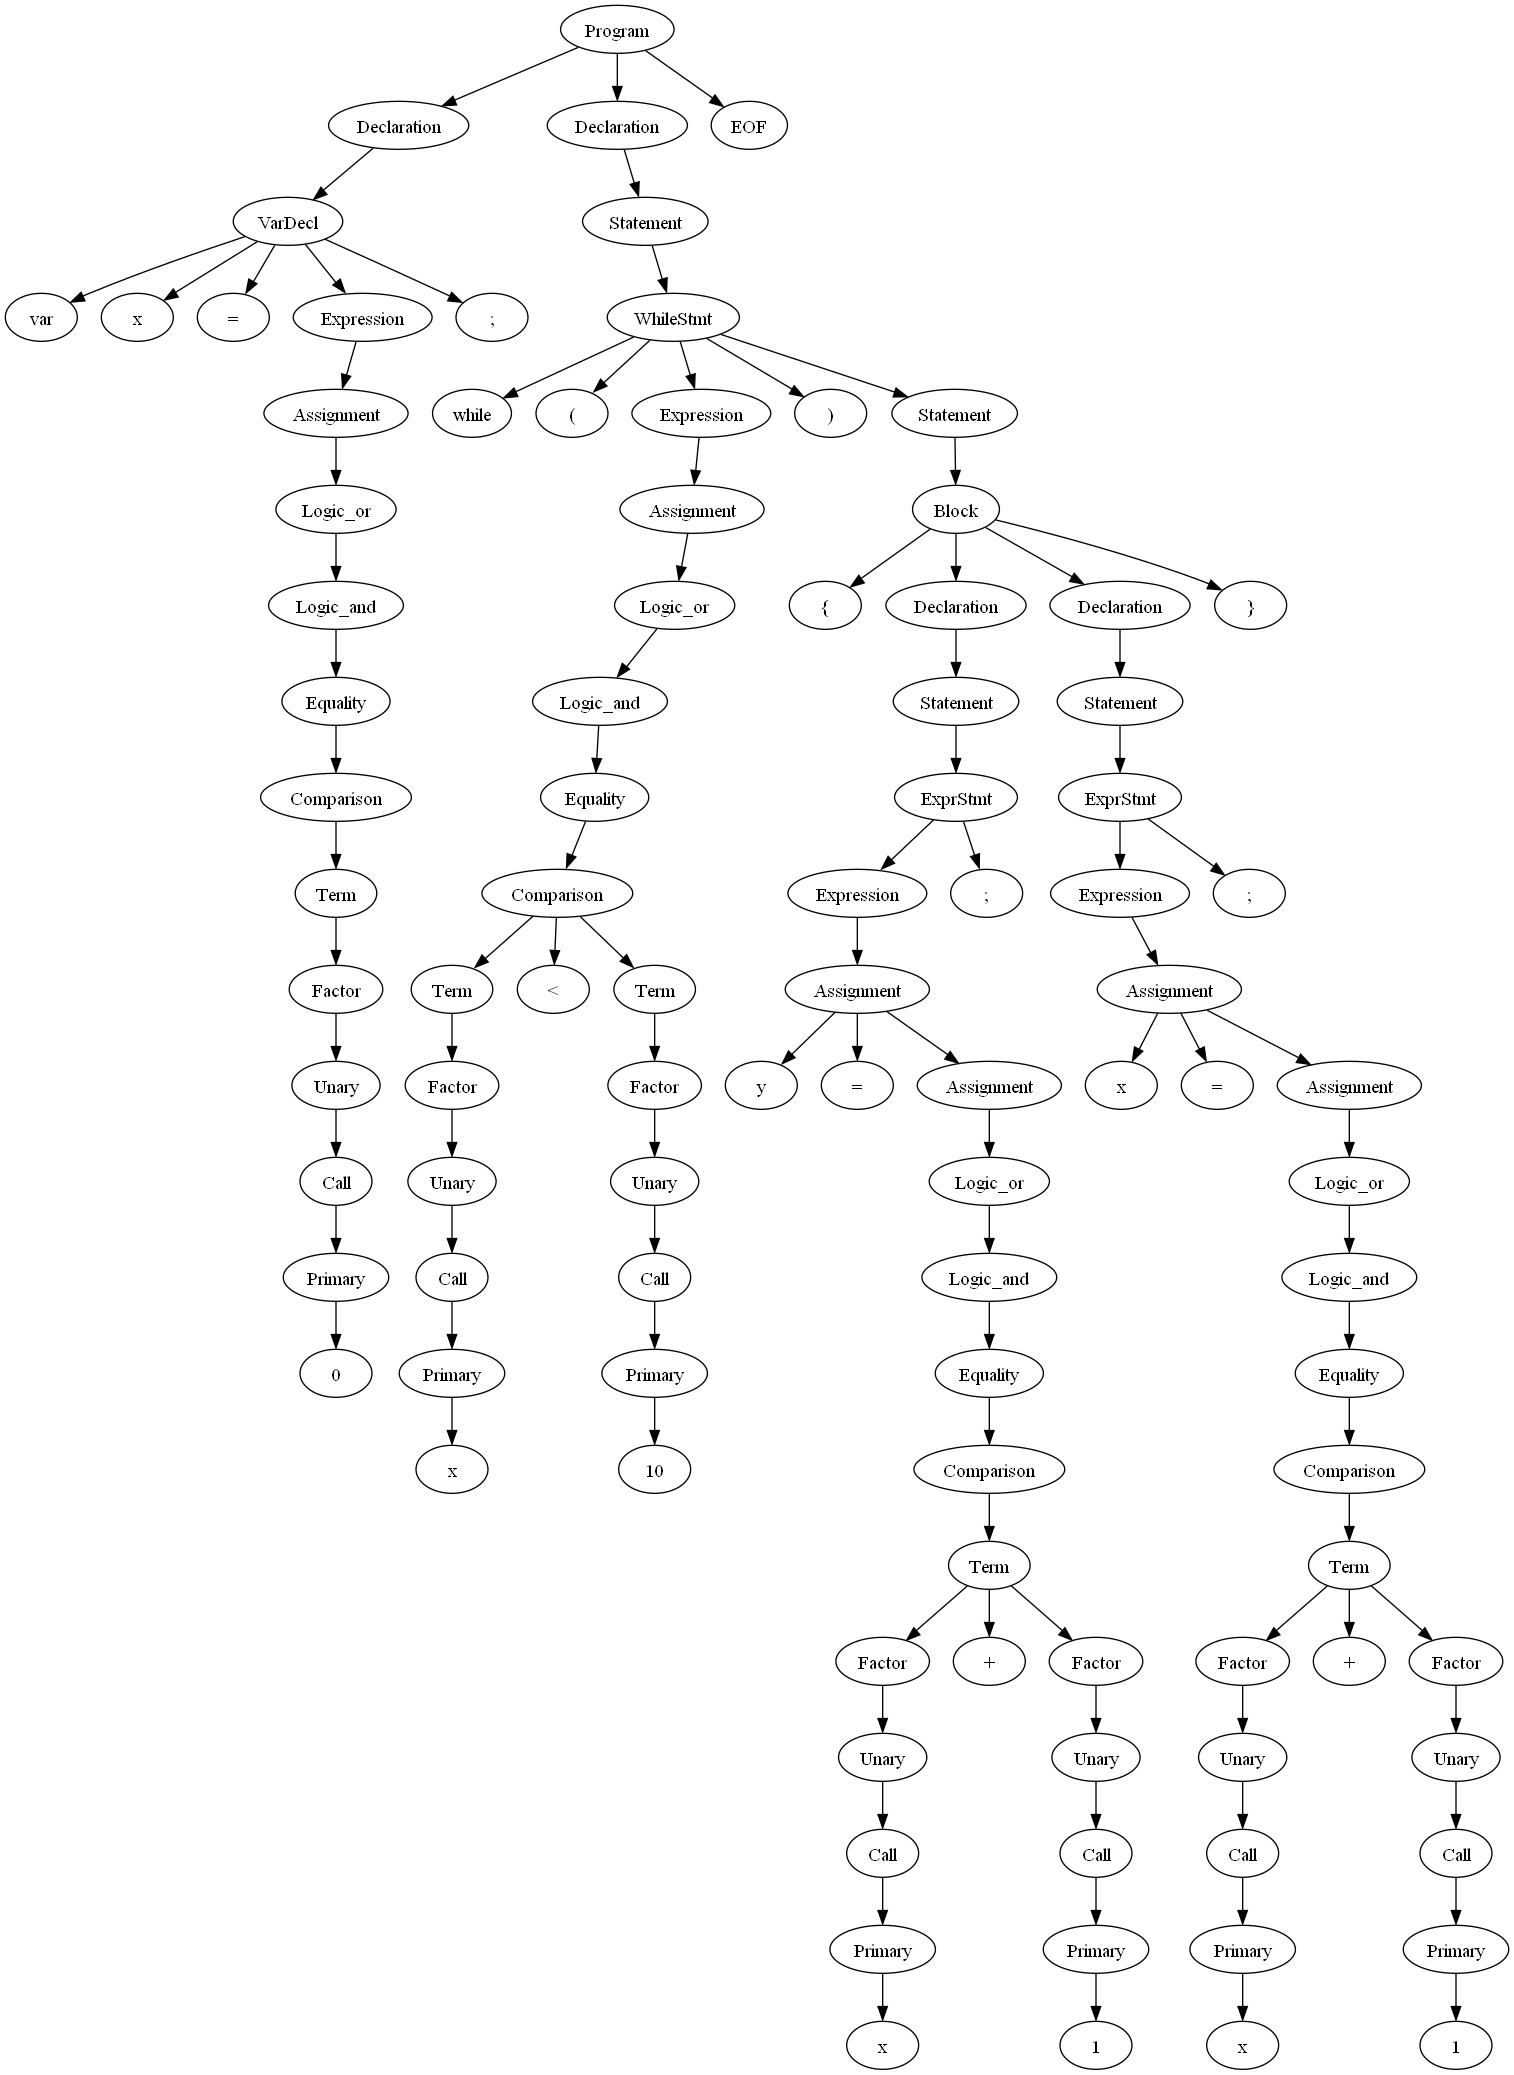 Program
Declaration Declaration EOF
VarDecl Statement
var x = Expression ; WhileStmt
Assignment while ( Expression ) Statement
Logic_or Assignment Block
Logic_and Logic_or { Declaration Declaration }
Equality Logic_and Statement Statement
Comparison Equality ExprStmt ExprStmt
Term Comparison Expression ; Expression ;
Factor Term < Term Assignment Assignment
Unary Factor Factor y = Assignment x = Assignment
Call Unary Unary Logic_or Logic_or
Primary Call Call Logic_and Logic_and
0 Primary Primary Equality Equality
x 10 Comparison Comparison
Term Term
Factor + Factor Factor + Factor
Unary Unary Unary Unary
Call Call Call Call
Primary Primary Primary Primary
x 1 x 1